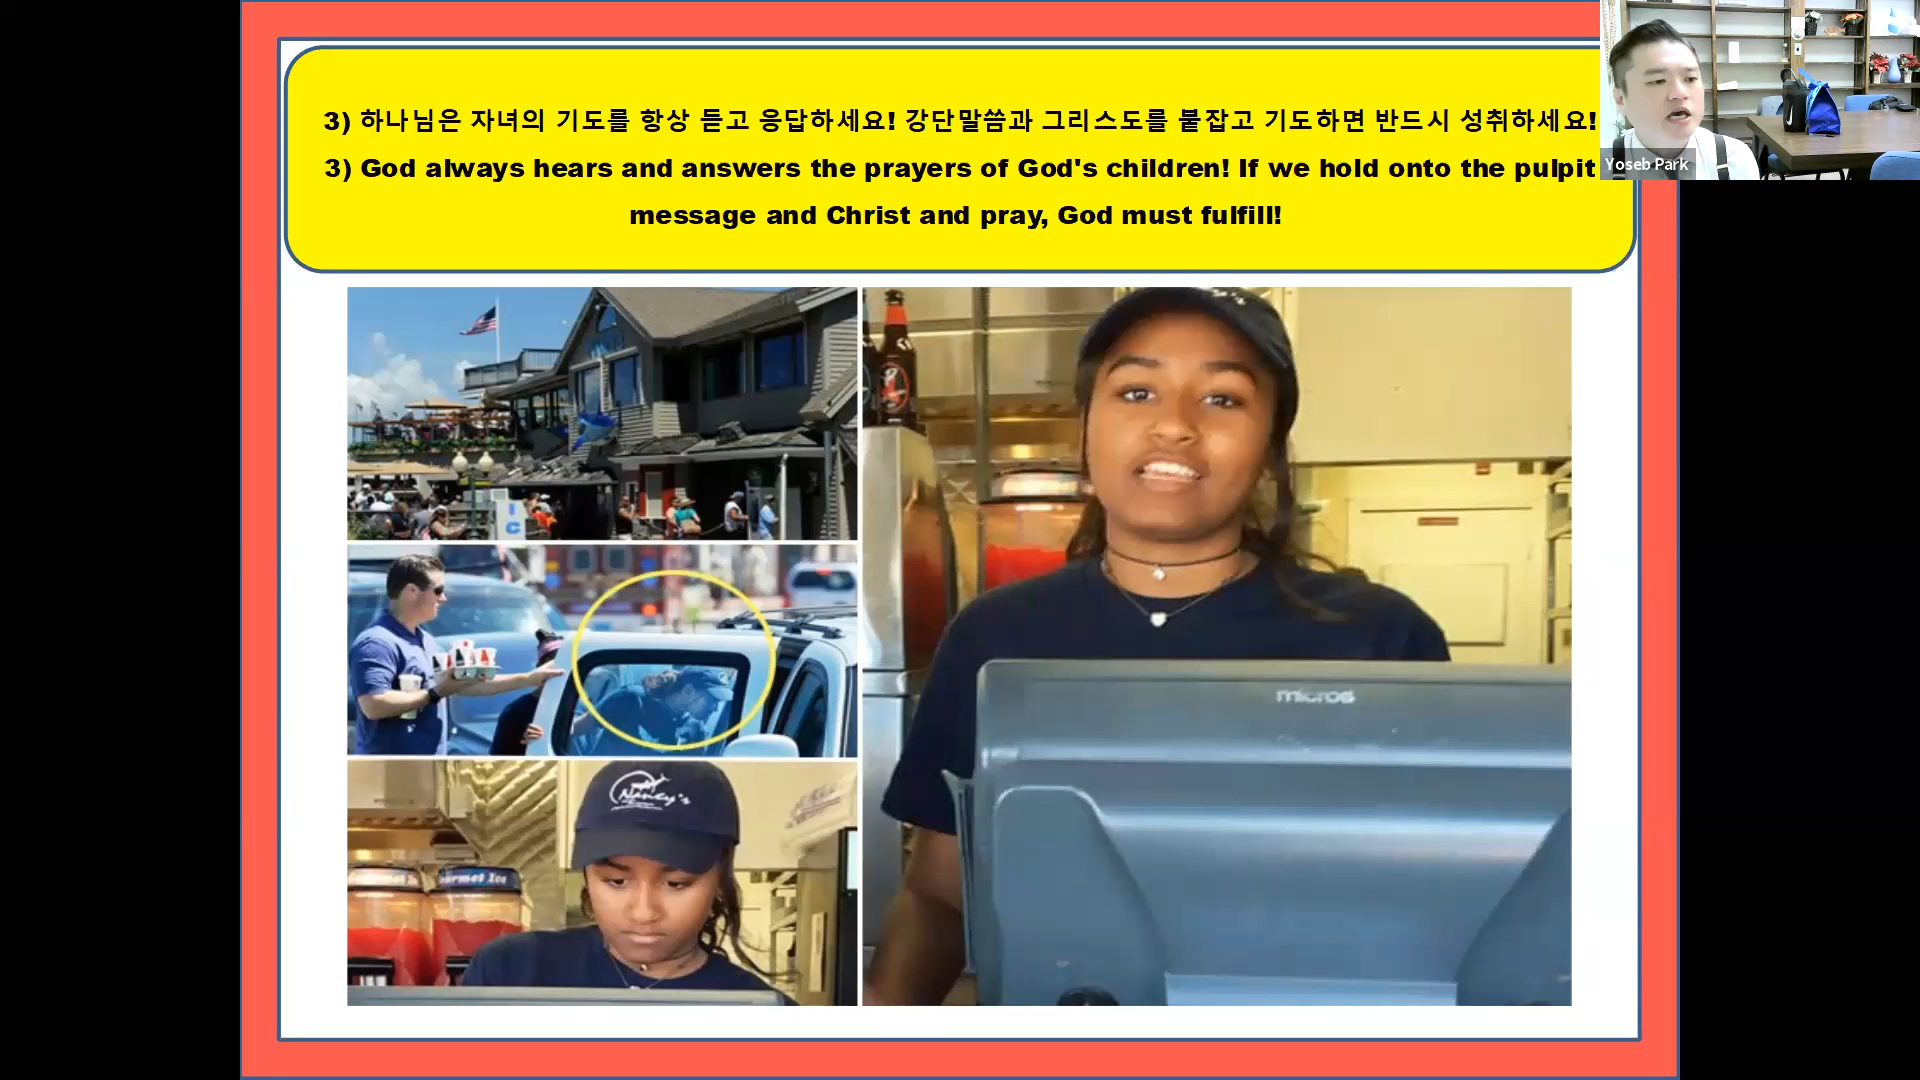 3) 하나님은 자녀의 기도를 항상 듣고 응답하세요! 강단말씀과 그리스도를 붙잡고 기도하면 반드시 성취하세요!
3) God always hears and answers the prayers of God's children! If we hold onto the pulpit
message and Christ and pray, God must fulfill!
Yoseb Park
I
C
micros
Nancy's
ourmet Ice